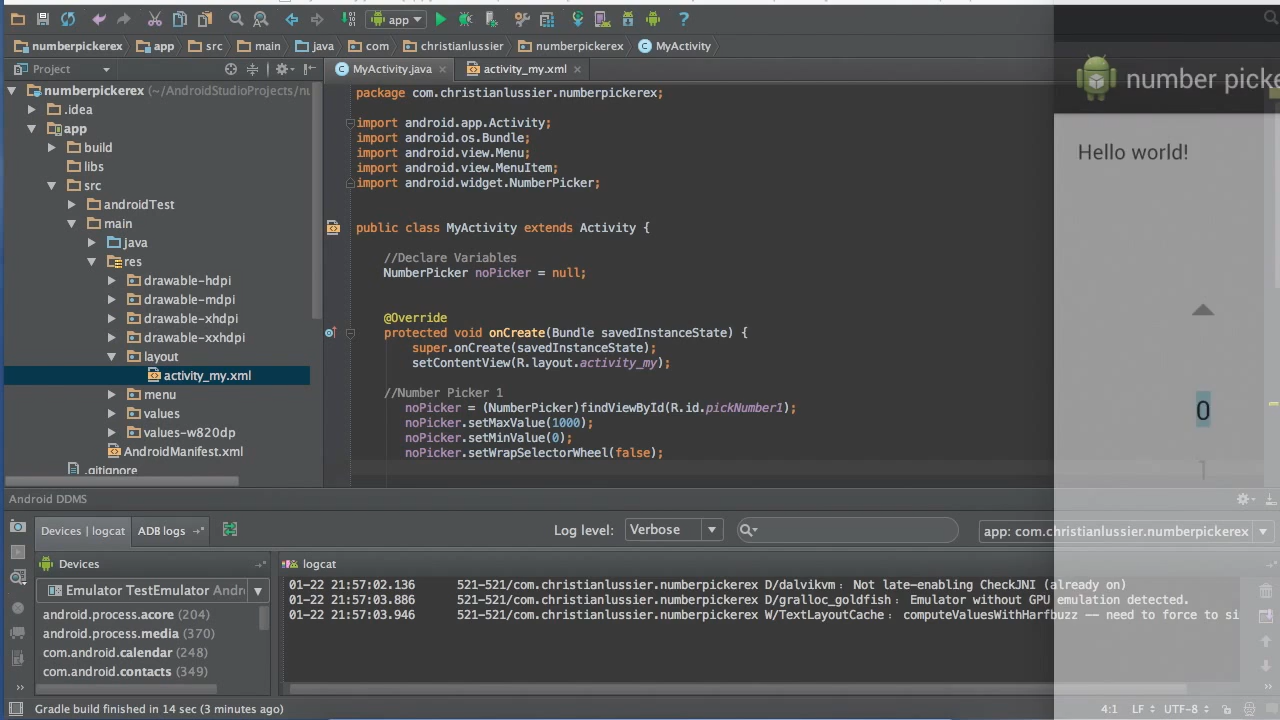 app
numberpickerex app src main java com christianlussier numberpickerex MyActivity
Project
MyActivity.java
activity_my.xml
numberpickerex (~/AndroidStudioProjects/nu
.idea
app
build
libs
src
androidTest
main
java
res
drawable-hdpi
drawable-mdpi
drawable-xhdpi
drawable-xxhdpi
layout
activity_my.xml
menu
values
values-w820dp
AndroidManifest.xml
.gitignore
package com.christianlussier.numberpickerex;
import android.app.Activity;
import android.os.Bundle;
import android.view.Menu;
import android.view.MenuItem;
import android.widget.NumberPicker;
public class MyActivity extends Activity {
//Declare Variables
NumberPicker noPicker = null;
@Override
protected void onCreate(Bundle savedInstanceState) {
super.onCreate(savedInstanceState);
setContentView(R.layout.activity_my);
//Number Picker 1
noPicker = (NumberPicker)findViewById(R.id.pickNumber1);
noPicker.setMaxValue(1000);
noPicker.setMinValue(0);
noPicker.setWrapSelectorWheel(false);
number picke
Hello world!
0
1
Android DDMS
Devices | logcat
ADB logs
Log level:
Verbose
app: com.christianlussier.numberpickerex
Devices
Emulator TestEmulator Andr
android.process.acore (204)
android.process.media (370)
com.android.calendar (248)
com.android.contacts (349)
logcat
01-22 21:57:02.136 521-521/com.christianlussier.numberpickerex D/dalvikvm: Not late-enabling CheckJNI (already on)
01-22 21:57:03.886 521-521/com.christianlussier.numberpickerex D/gralloc_goldfish: Emulator without GPU emulation detected.
01-22 21:57:03.946 521-521/com.christianlussier.numberpickerex W/TextLayoutCache: computeValuesWithHarfbuzz -- need to force to si
Gradle build finished in 14 sec (3 minutes ago)
4:1 LF UTF-8